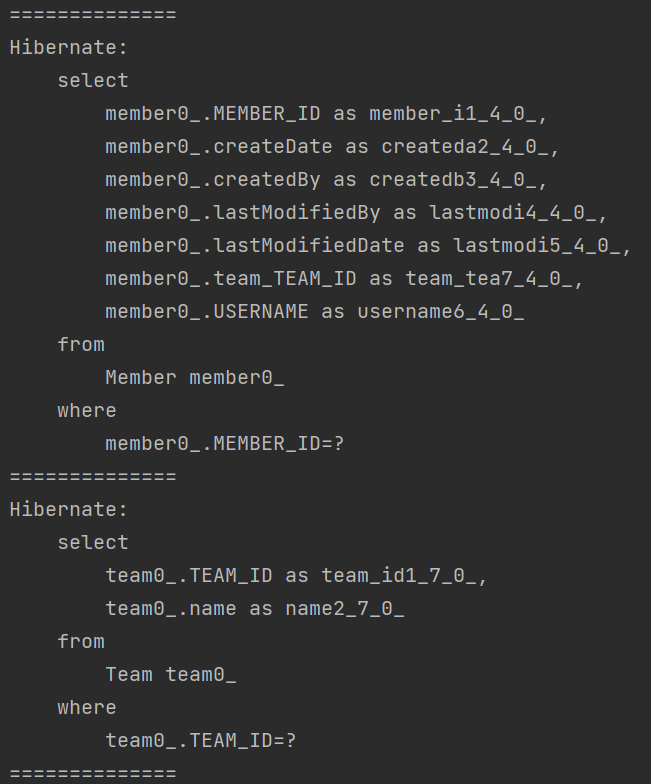 ==============
Hibernate:
    select
        member0_.MEMBER_ID as member_i1_4_0_,
        member0_.createDate as createda2_4_0_,
        member0_.createdBy as createdb3_4_0_,
        member0_.lastModifiedBy as lastmodi4_4_0_,
        member0_.lastModifiedDate as lastmodi5_4_0_,
        member0_.team_TEAM_ID as team_tea7_4_0_,
        member0_.USERNAME as username6_4_0_
    from
        Member member0_
    where
        member0_.MEMBER_ID=?
==============
Hibernate:
    select
        team0_.TEAM_ID as team_id1_7_0_,
        team0_.name as name2_7_0_
    from
        Team team0_
    where
        team0_.TEAM_ID=?
==============